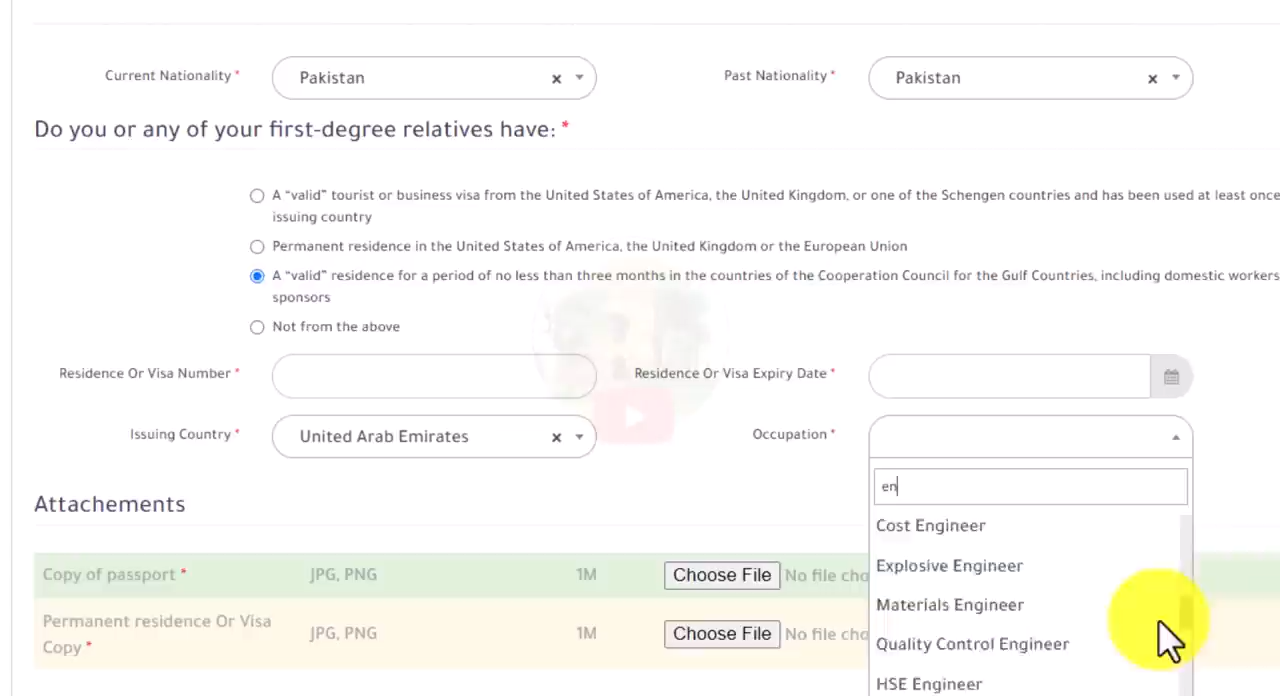 Current Nationality * Pakistan × Past Nationality * Pakistan ×
Do you or any of your first-degree relatives have: *
A “valid” tourist or business visa from the United States of America, the United Kingdom, or one of the Schengen countries and has been used at least once
issuing country
Permanent residence in the United States of America, the United Kingdom or the European Union
A “valid” residence for a period of no less than three months in the countries of the Cooperation Council for the Gulf Countries, including domestic workers
sponsors
Not from the above
Residence Or Visa Number * Residence Or Visa Expiry Date *
Issuing Country * United Arab Emirates × Occupation *
en
Attachements
Cost Engineer
Explosive Engineer
Copy of passport * JPG, PNG 1M Choose File No file cho
Materials Engineer
Permanent residence Or Visa
Copy * JPG, PNG 1M Choose File No file cho
Quality Control Engineer
HSE Engineer